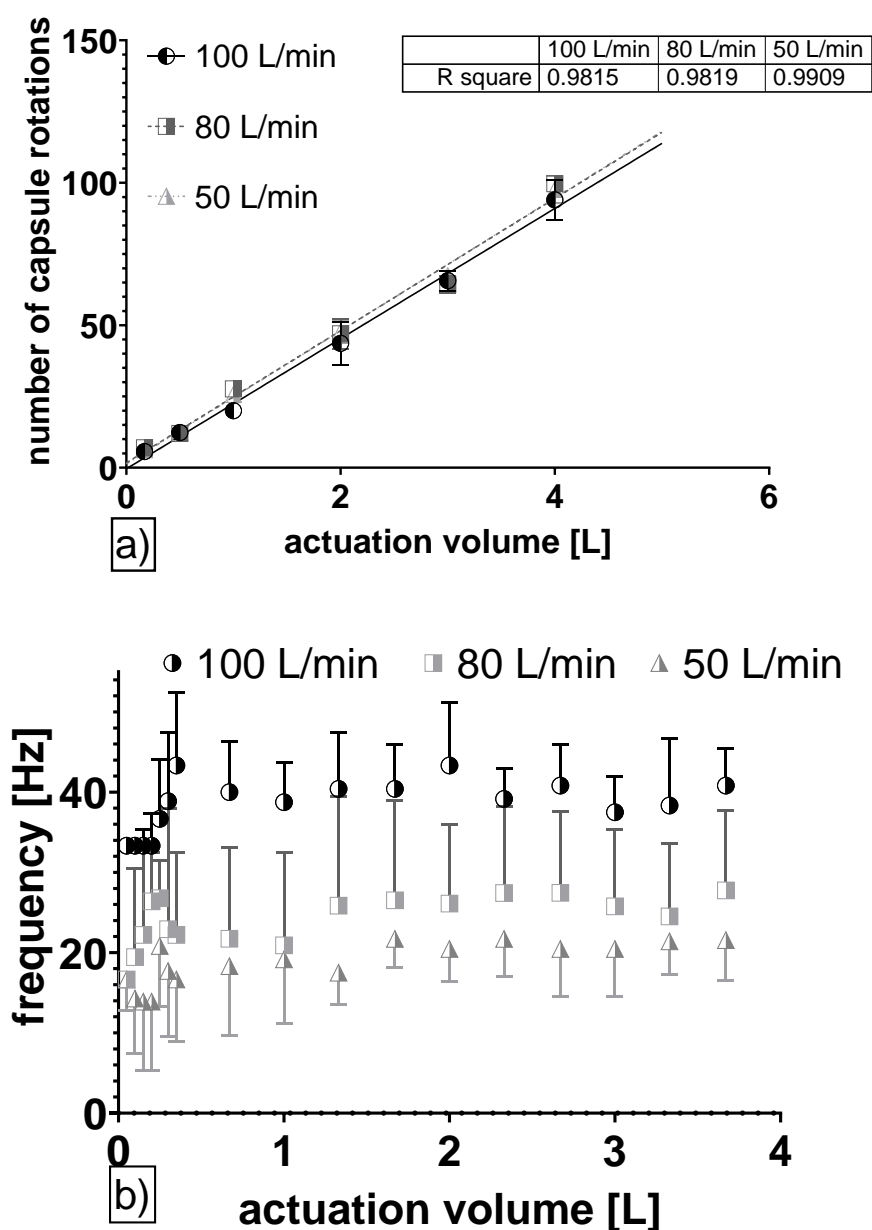 150
100 L/min
80 L/min
50 L/min
100 L/min 80 L/min 50 L/min
R square 0.9815 0.9819 0.9909
number of capsule rotations
100
50
0
0 2 4 6
actuation volume [L]
a)
100 L/min 80 L/min 50 L/min
frequency [Hz]
40
20
0
0 1 2 3 4
actuation volume [L]
b)